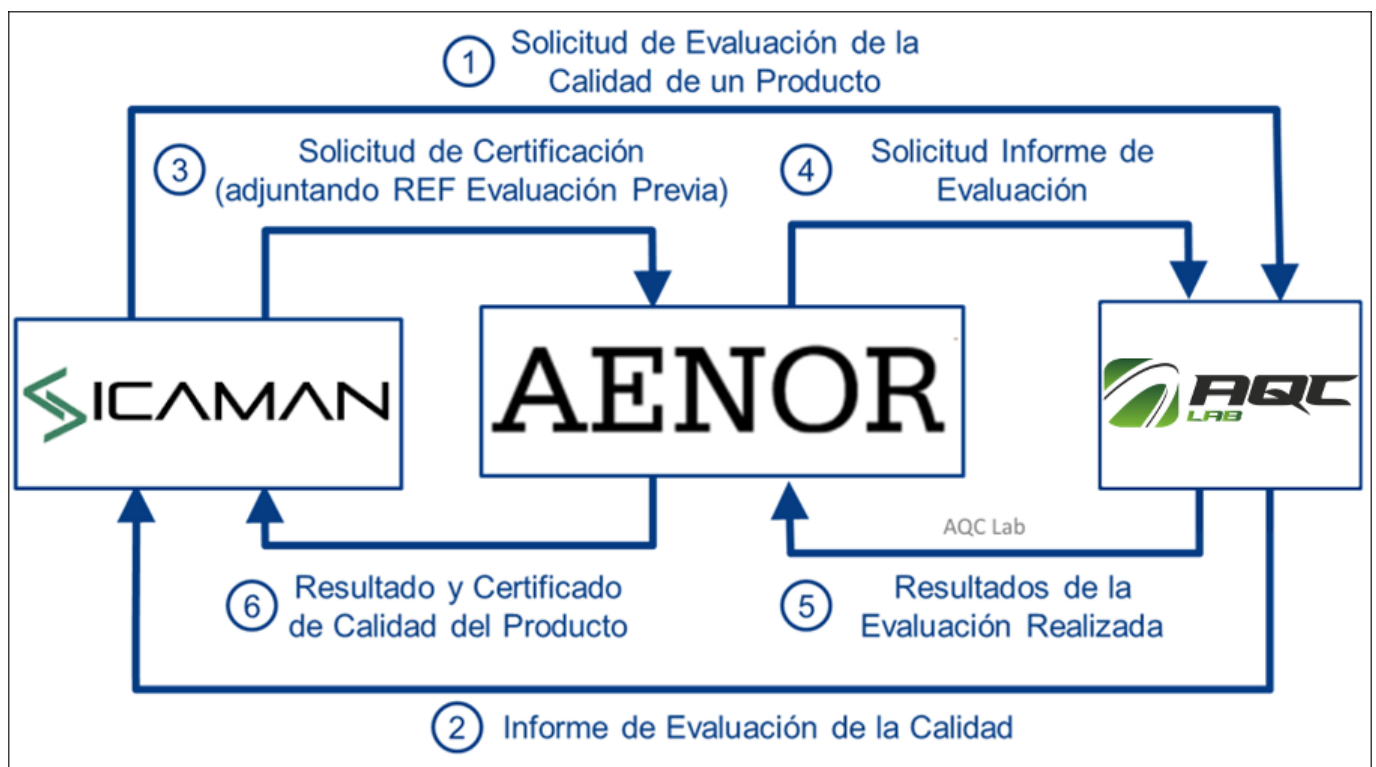 1
Solicitud de Evaluación de la
Calidad de un Producto
3
Solicitud de Certificación
(adjuntando REF Evaluación Previa)
4
Solicitud Informe de
Evaluación
SICAMAN
AENOR
AQC
LAB
AQC Lab
6
Resultado y Certificado
de Calidad del Producto
5
Resultados de la
Evaluación Realizada
2
Informe de Evaluación de la Calidad